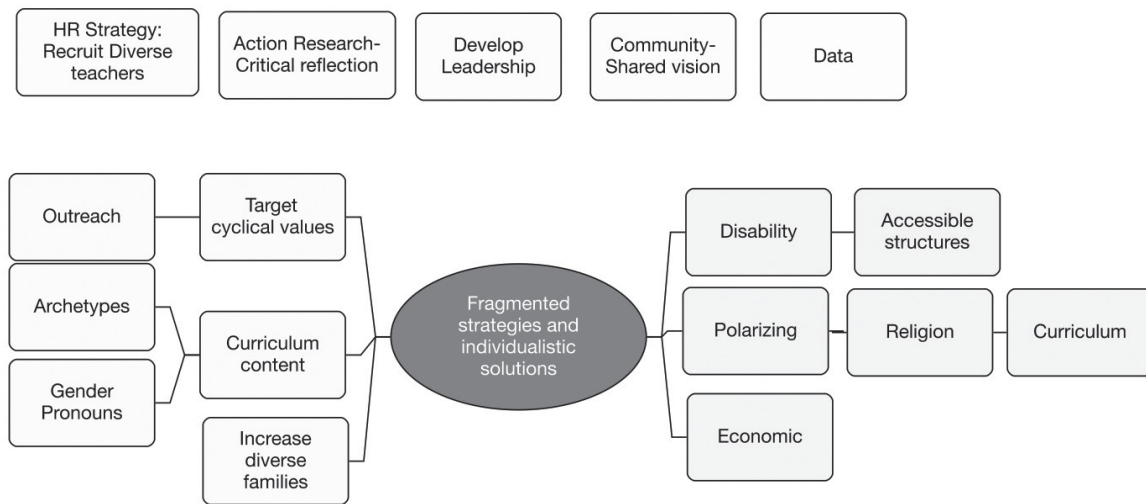 HR Strategy:
Recruit Diverse
teachers
Action Research-
Critical reflection
Develop
Leadership
Community-
Shared vision
Data
Outreach
Target
cyclical values
Archetypes
Curriculum
content
Gender
Pronouns
Increase
diverse
families
Fragmented
strategies and
individualistic
solutions
Disability
Accessible
structures
Polarizing
Religion
Curriculum
Economic